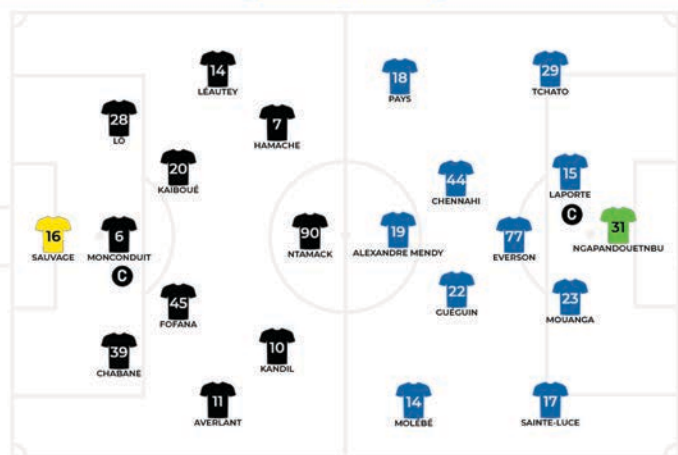 14
LÉAUTEY
28
LÔ
7
HAMACHE
20
KAIBOUÉ
16
SAUVAGE
6
MONCONDUIT
C
90
NTAMACK
45
FOFANA
39
CHABANE
10
KANDIL
11
AVERLANT
18
PAYS
29
TCHATO
44
CHENNAHI
15
LAPORTE
C
19
ALEXANDRE MENDY
77
EVERSON
31
NGAPANDOUETNBU
22
GUÉGUIN
23
MOUANGA
14
MOLÉBÉ
17
SAINTE-LUCE